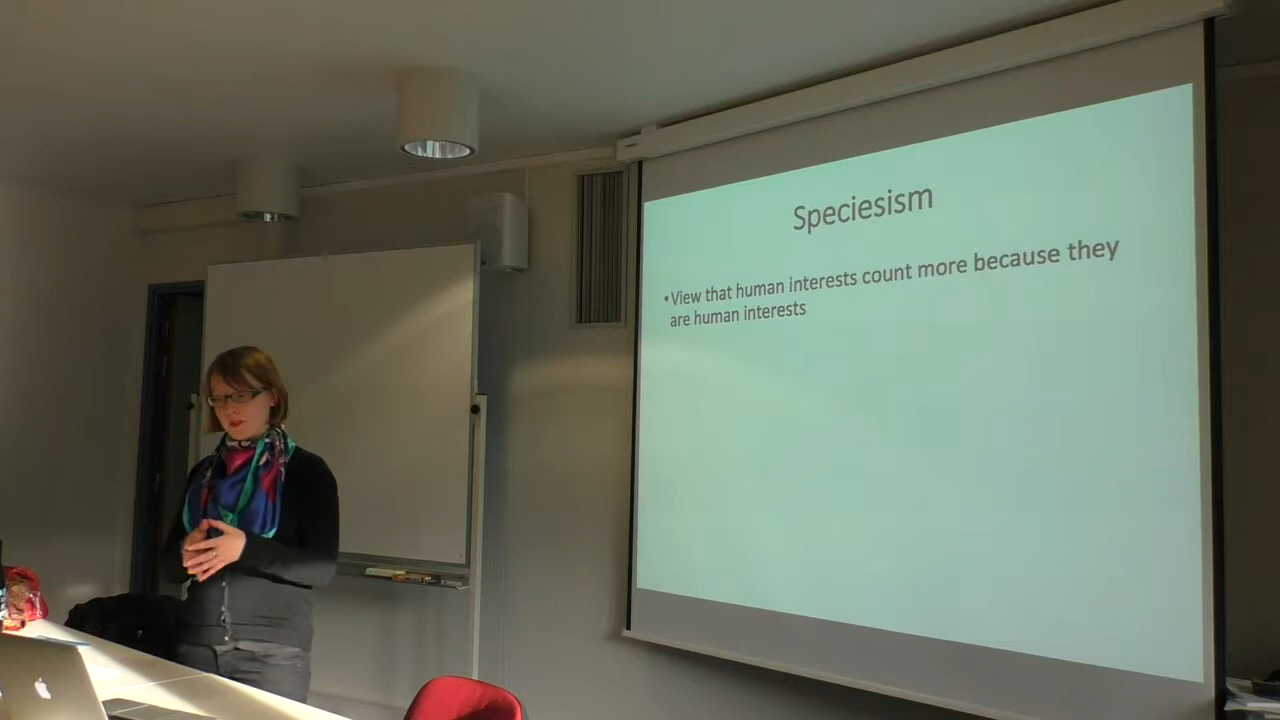 Speciesism
•View that human interests count more because they
are human interests